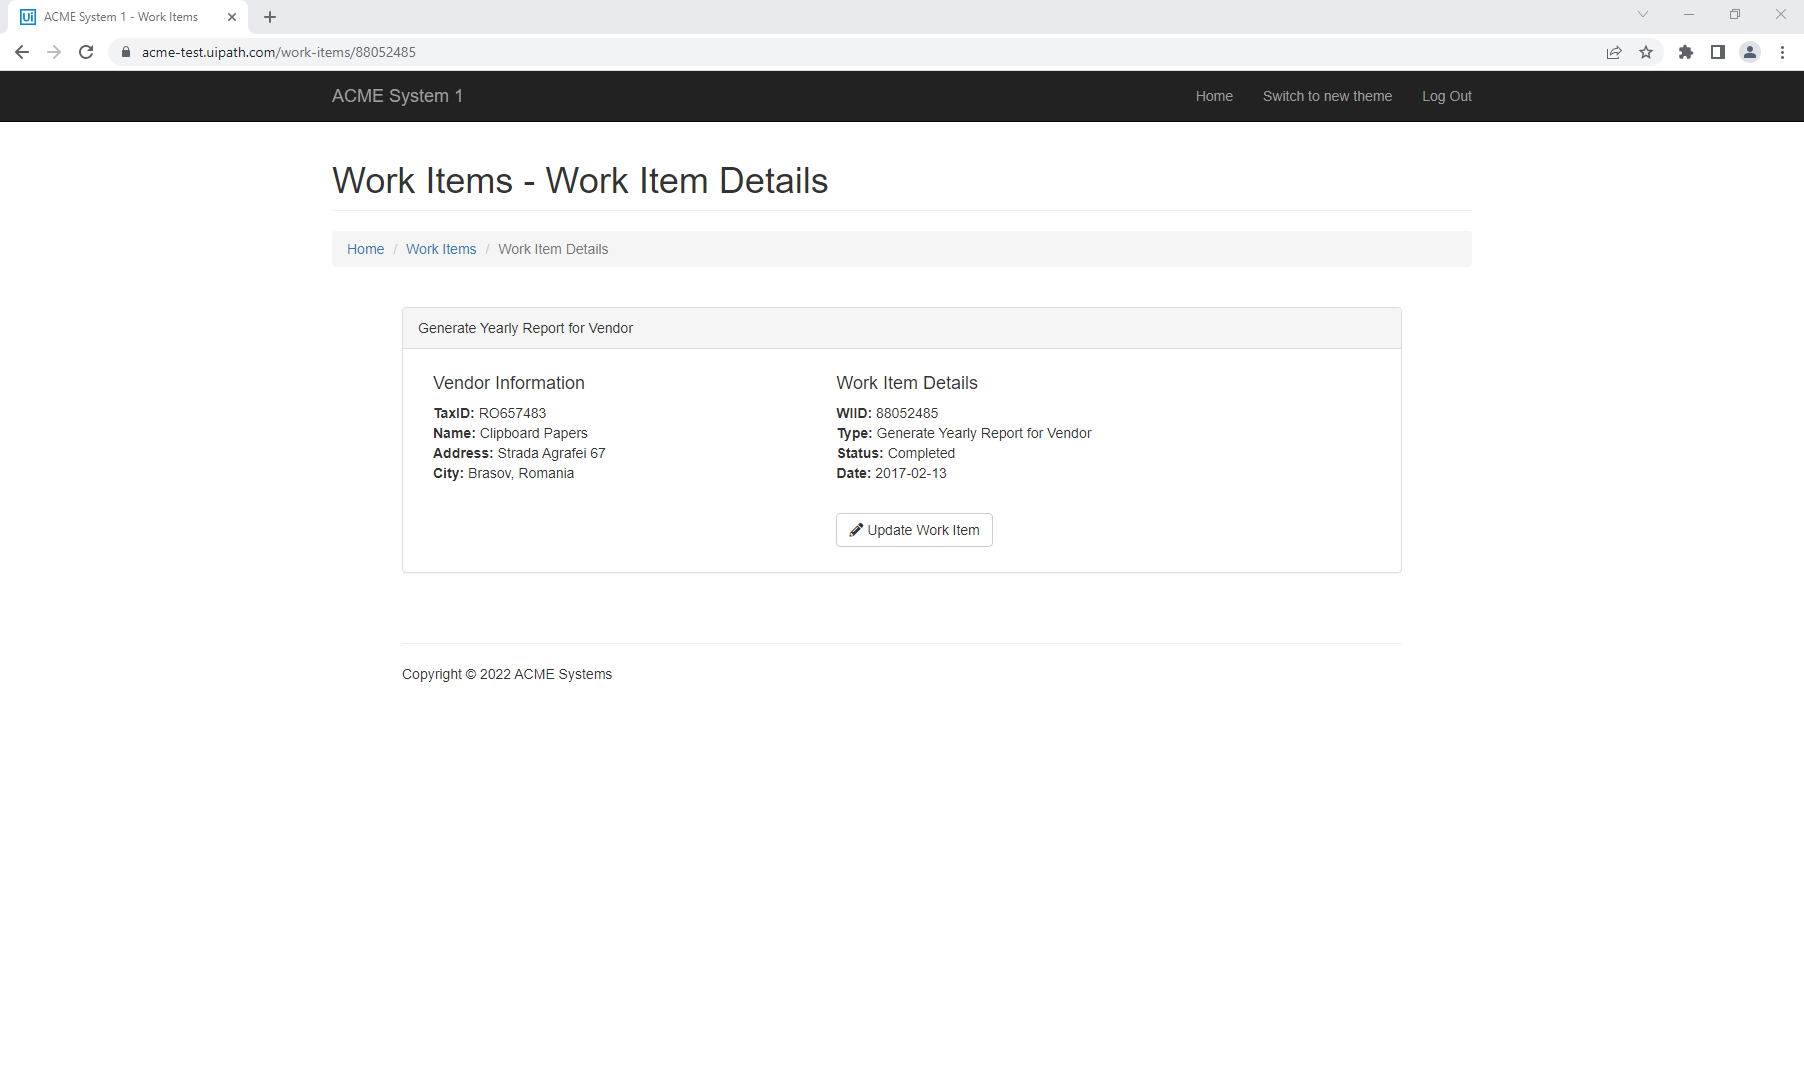 ACME System 1 - Work Items
acme-test.uipath.com/work-items/88052485
ACME System 1 Home Switch to new theme Log Out
Work Items - Work Item Details
Home / Work Items / Work Item Details
Generate Yearly Report for Vendor
Vendor Information
TaxID: RO657483
Name: Clipboard Papers
Address: Strada Agrafei 67
City: Brasov, Romania
Work Item Details
WIID: 88052485
Type: Generate Yearly Report for Vendor
Status: Completed
Date: 2017-02-13
Update Work Item
Copyright © 2022 ACME Systems